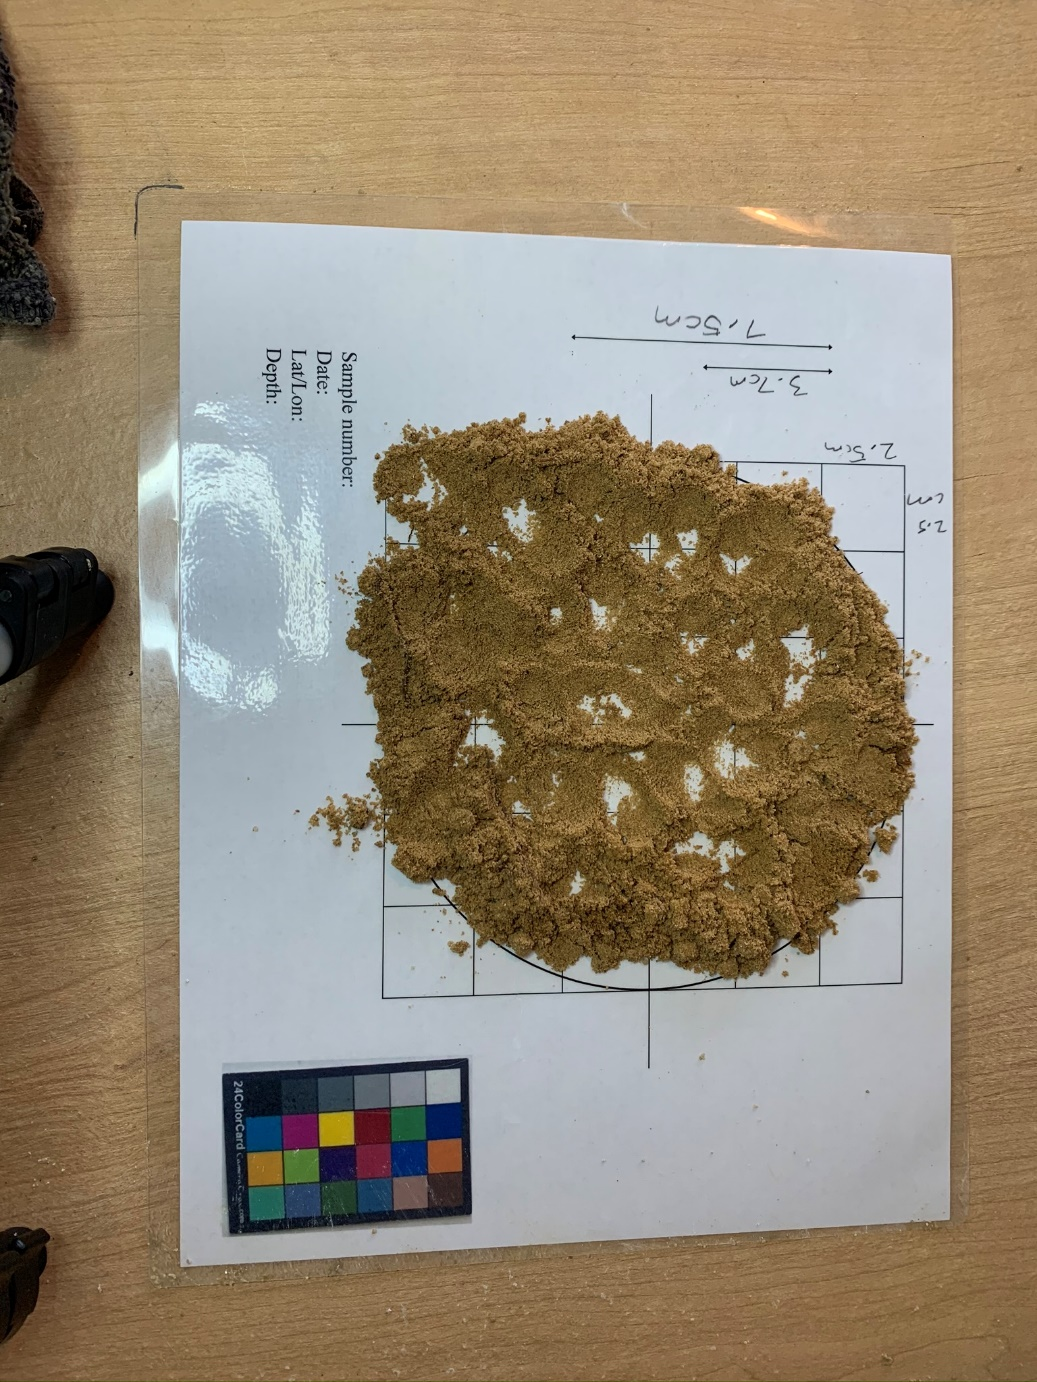 7.5cm
3.7cm
2.5cm
2.5
cm
Sample number:
Date:
Lat/Lon:
Depth:
24ColorCard